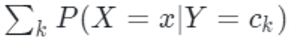 ∑ₖ P(X = x|Y = cₖ)